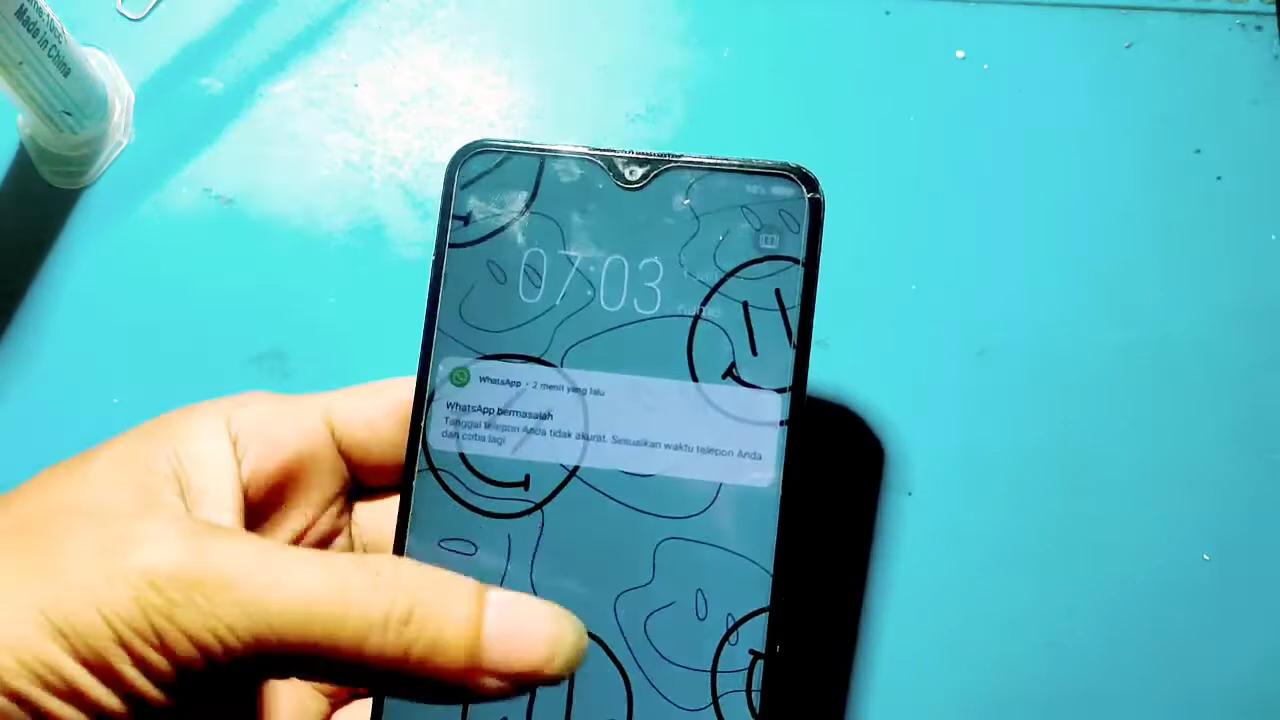 Made In China
07:03
WhatsApp • 2 menit yang lalu
WhatsApp bermasalah
Tanggal telepon Anda tidak akurat. Sesuaikan waktu telepon Anda
dan coba lagi